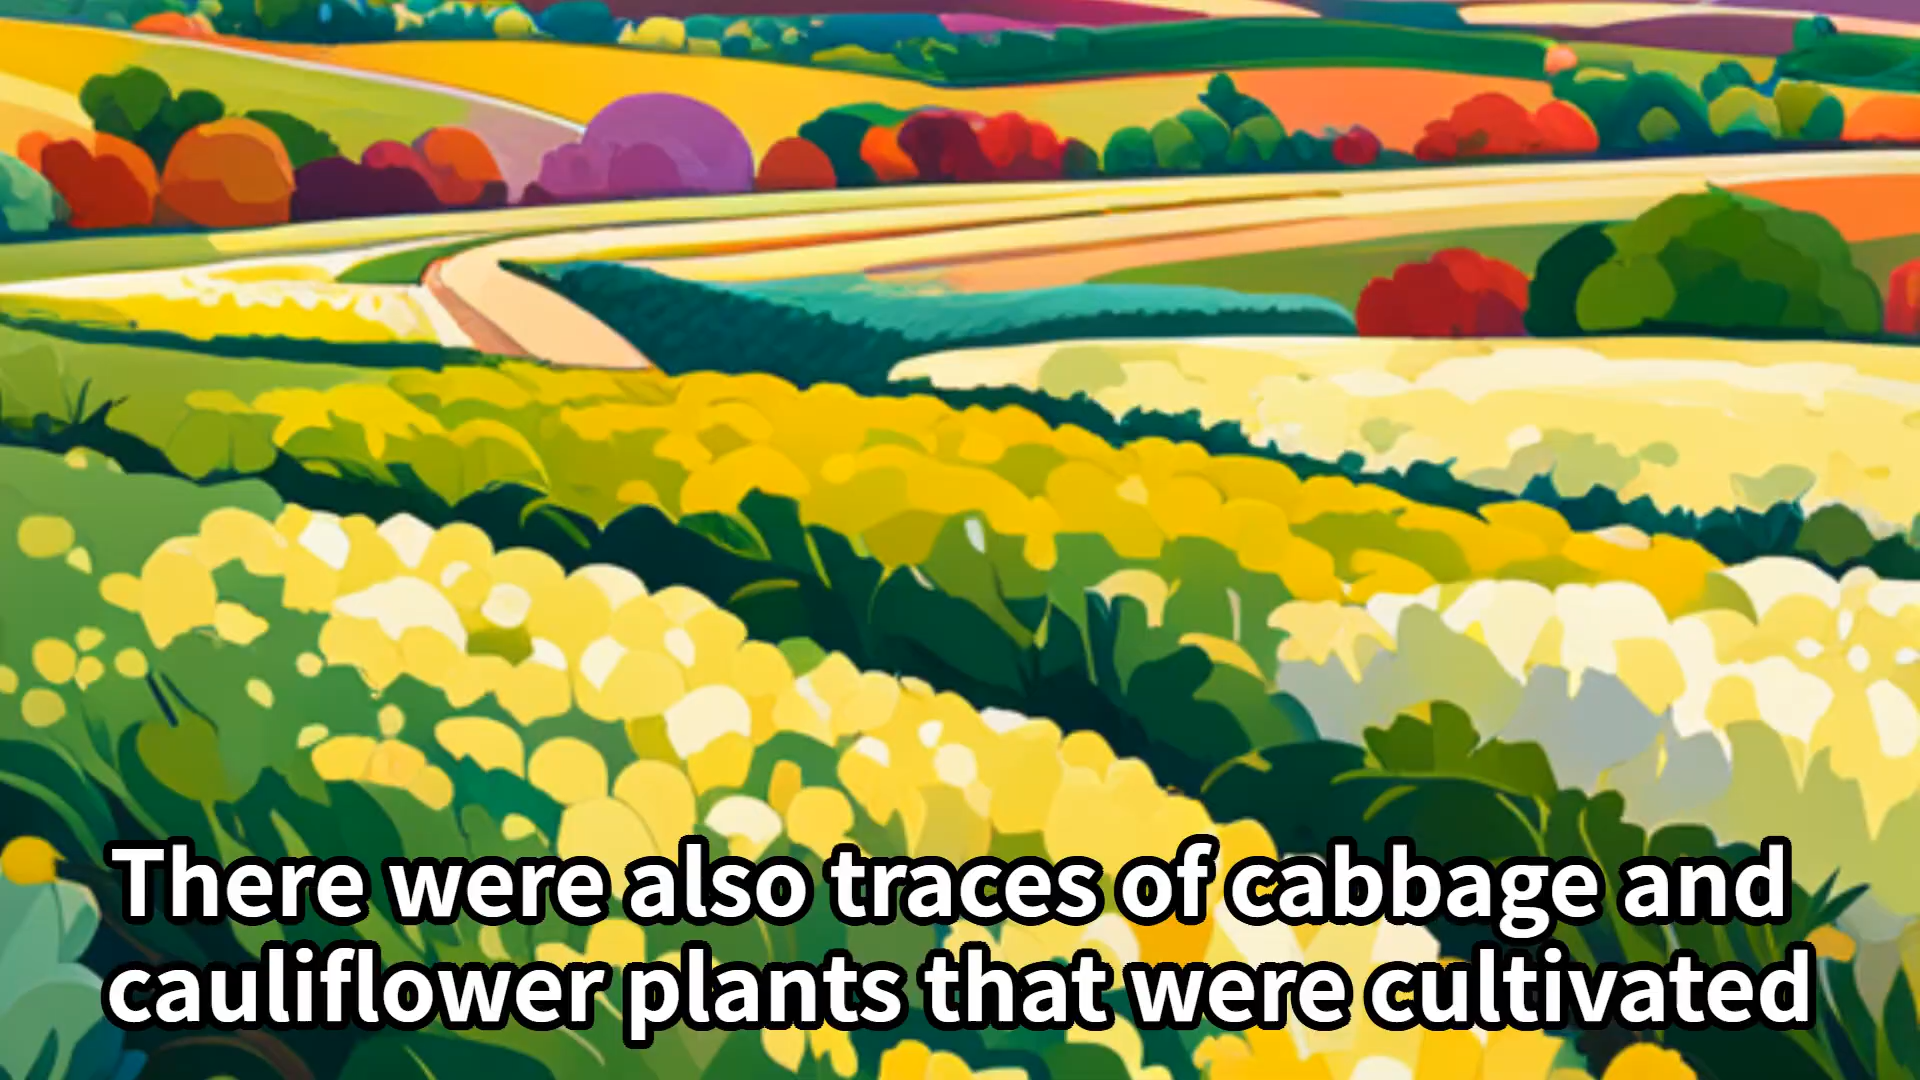 There were also traces of cabbage and
cauliflower plants that were cultivated